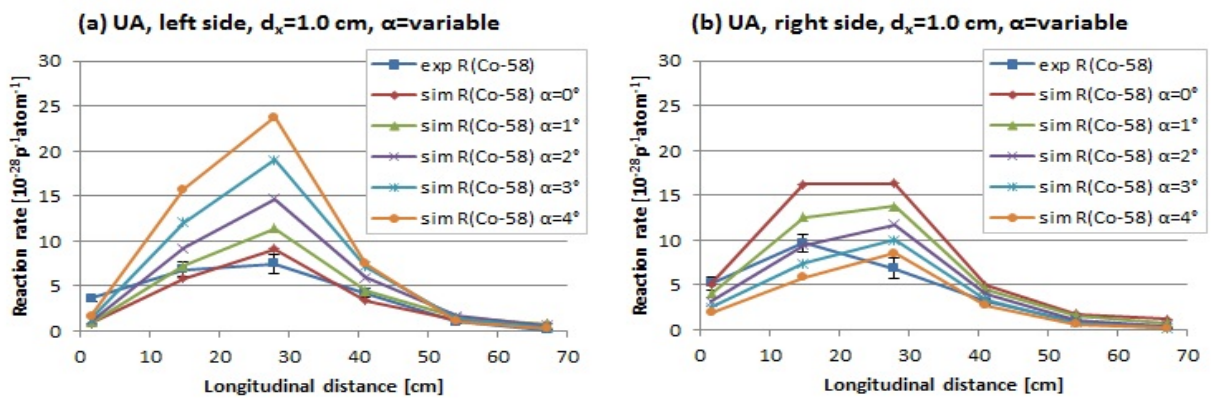 (a) UA, left side, dₓ=1.0 cm, α=variable
30
25
20
15
10
5
0
Reaction rate [10⁻²⁸p⁻¹atom⁻¹]
exp R(Co-58)
sim R(Co-58) α=0°
sim R(Co-58) α=1°
sim R(Co-58) α=2°
sim R(Co-58) α=3°
sim R(Co-58) α=4°
0 10 20 30 40 50 60 70
Longitudinal distance [cm]
(b) UA, right side, dₓ=1.0 cm, α=variable
30
25
20
15
10
5
0
Reaction rate [10⁻²⁸p⁻¹atom⁻¹]
exp R(Co-58)
sim R(Co-58) α=0°
sim R(Co-58) α=1°
sim R(Co-58) α=2°
sim R(Co-58) α=3°
sim R(Co-58) α=4°
0 10 20 30 40 50 60 70
Longitudinal distance [cm]